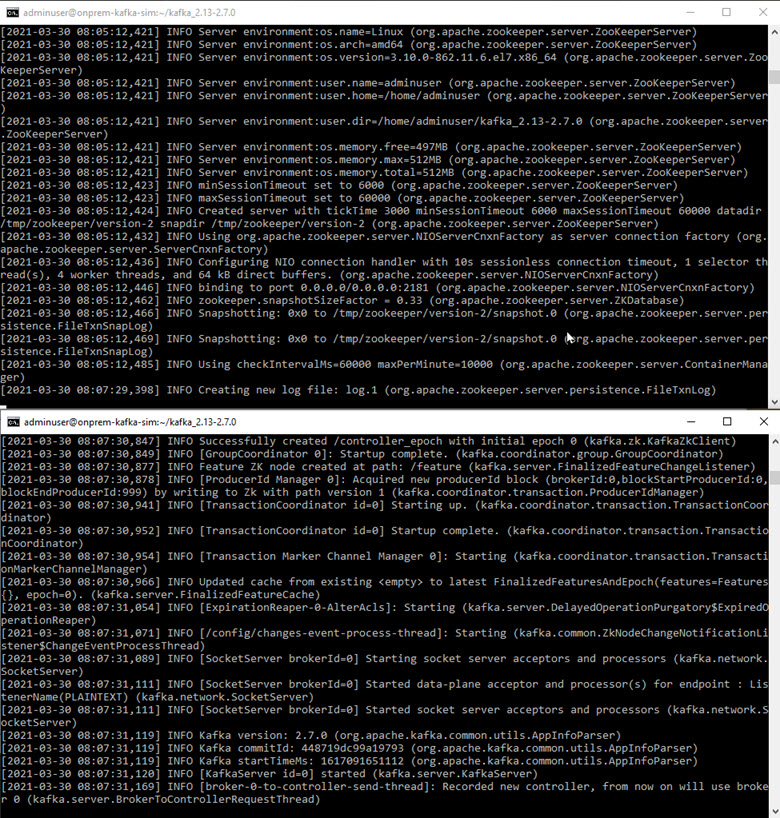 adminuser@onprem-kafka-sim:~/kafka_2.13-2.7.0
[2021-03-30 08:05:12,421] INFO Server environment:os.name=Linux (org.apache.zookeeper.server.ZooKeeperServer)
[2021-03-30 08:05:12,421] INFO Server environment:os.arch=amd64 (org.apache.zookeeper.server.ZooKeeperServer)
[2021-03-30 08:05:12,421] INFO Server environment:os.version=3.10.0-862.11.6.el7.x86_64 (org.apache.zookeeper.server.Zoo
KeeperServer)
[2021-03-30 08:05:12,421] INFO Server environment:user.name=adminuser (org.apache.zookeeper.server.ZooKeeperServer)
[2021-03-30 08:05:12,421] INFO Server environment:user.home=/home/adminuser (org.apache.zookeeper.server.ZooKeeperServer
)
[2021-03-30 08:05:12,421] INFO Server environment:user.dir=/home/adminuser/kafka_2.13-2.7.0 (org.apache.zookeeper.server
.ZooKeeperServer)
[2021-03-30 08:05:12,421] INFO Server environment:os.memory.free=497MB (org.apache.zookeeper.server.ZooKeeperServer)
[2021-03-30 08:05:12,421] INFO Server environment:os.memory.max=512MB (org.apache.zookeeper.server.ZooKeeperServer)
[2021-03-30 08:05:12,421] INFO Server environment:os.memory.total=512MB (org.apache.zookeeper.server.ZooKeeperServer)
[2021-03-30 08:05:12,423] INFO minSessionTimeout set to 6000 (org.apache.zookeeper.server.ZooKeeperServer)
[2021-03-30 08:05:12,423] INFO maxSessionTimeout set to 60000 (org.apache.zookeeper.server.ZooKeeperServer)
[2021-03-30 08:05:12,424] INFO Created server with tickTime 3000 minSessionTimeout 6000 maxSessionTimeout 60000 datadir
/tmp/zookeeper/version-2 snapdir /tmp/zookeeper/version-2 (org.apache.zookeeper.server.ZooKeeperServer)
[2021-03-30 08:05:12,432] INFO Using org.apache.zookeeper.server.NIOServerCnxnFactory as server connection factory (org.
apache.zookeeper.server.ServerCnxnFactory)
[2021-03-30 08:05:12,436] INFO Configuring NIO connection handler with 10s sessionless connection timeout, 1 selector th
read(s), 4 worker threads, and 64 kB direct buffers. (org.apache.zookeeper.server.NIOServerCnxnFactory)
[2021-03-30 08:05:12,446] INFO binding to port 0.0.0.0/0.0.0.0:2181 (org.apache.zookeeper.server.NIOServerCnxnFactory)
[2021-03-30 08:05:12,462] INFO zookeeper.snapshotSizeFactor = 0.33 (org.apache.zookeeper.server.ZKDatabase)
[2021-03-30 08:05:12,466] INFO Snapshotting: 0x0 to /tmp/zookeeper/version-2/snapshot.0 (org.apache.zookeeper.server.per
sistence.FileTxnSnapLog)
[2021-03-30 08:05:12,469] INFO Snapshotting: 0x0 to /tmp/zookeeper/version-2/snapshot.0 (org.apache.zookeeper.server.per
sistence.FileTxnSnapLog)
[2021-03-30 08:05:12,485] INFO Using checkIntervalMs=60000 maxPerMinute=10000 (org.apache.zookeeper.server.ContainerMana
ger)
[2021-03-30 08:07:29,398] INFO Creating new log file: log.1 (org.apache.zookeeper.server.persistence.FileTxnLog)
adminuser@onprem-kafka-sim:~/kafka_2.13-2.7.0
[2021-03-30 08:07:30,847] INFO Successfully created /controller_epoch with initial epoch 0 (kafka.zk.KafkaZkClient)
[2021-03-30 08:07:30,849] INFO [GroupCoordinator 0]: Startup complete. (kafka.coordinator.group.GroupCoordinator)
[2021-03-30 08:07:30,877] INFO Feature ZK node created at path: /feature (kafka.server.FinalizedFeatureChangeListener)
[2021-03-30 08:07:30,878] INFO [ProducerId Manager 0]: Acquired new producerId block (brokerId:0,blockStartProducerId:0,
blockEndProducerId:999) by writing to Zk with path version 1 (kafka.coordinator.transaction.ProducerIdManager)
[2021-03-30 08:07:30,941] INFO [TransactionCoordinator id=0] Starting up. (kafka.coordinator.transaction.TransactionCoor
dinator)
[2021-03-30 08:07:30,952] INFO [TransactionCoordinator id=0] Startup complete. (kafka.coordinator.transaction.Transactio
nCoordinator)
[2021-03-30 08:07:30,954] INFO [Transaction Marker Channel Manager 0]: Starting (kafka.coordinator.transaction.Transacti
onMarkerChannelManager)
[2021-03-30 08:07:30,966] INFO Updated cache from existing <empty> to latest FinalizedFeaturesAndEpoch(features=Features
{}, epoch=0). (kafka.server.FinalizedFeatureCache)
[2021-03-30 08:07:31,054] INFO [ExpirationReaper-0-AlterAcls]: Starting (kafka.server.DelayedOperationPurgatory$ExpiredO
perationReaper)
[2021-03-30 08:07:31,071] INFO [/config/changes-event-process-thread]: Starting (kafka.common.ZkNodeChangeNotificationLi
stener$ChangeEventProcessThread)
[2021-03-30 08:07:31,089] INFO [SocketServer brokerId=0] Starting socket server acceptors and processors (kafka.network.
SocketServer)
[2021-03-30 08:07:31,111] INFO [SocketServer brokerId=0] Started data-plane acceptor and processor(s) for endpoint : Lis
tenerName(PLAINTEXT) (kafka.network.SocketServer)
[2021-03-30 08:07:31,111] INFO [SocketServer brokerId=0] Started socket server acceptors and processors (kafka.network.S
ocketServer)
[2021-03-30 08:07:31,119] INFO Kafka version: 2.7.0 (org.apache.kafka.common.utils.AppInfoParser)
[2021-03-30 08:07:31,119] INFO Kafka commitId: 448719dc99a19793 (org.apache.kafka.common.utils.AppInfoParser)
[2021-03-30 08:07:31,119] INFO Kafka startTimeMs: 1617091651112 (org.apache.kafka.common.utils.AppInfoParser)
[2021-03-30 08:07:31,120] INFO [KafkaServer id=0] started (kafka.server.KafkaServer)
[2021-03-30 08:07:31,169] INFO [broker-0-to-controller-send-thread]: Recorded new controller, from now on will use broke
r 0 (kafka.server.BrokerToControllerRequestThread)